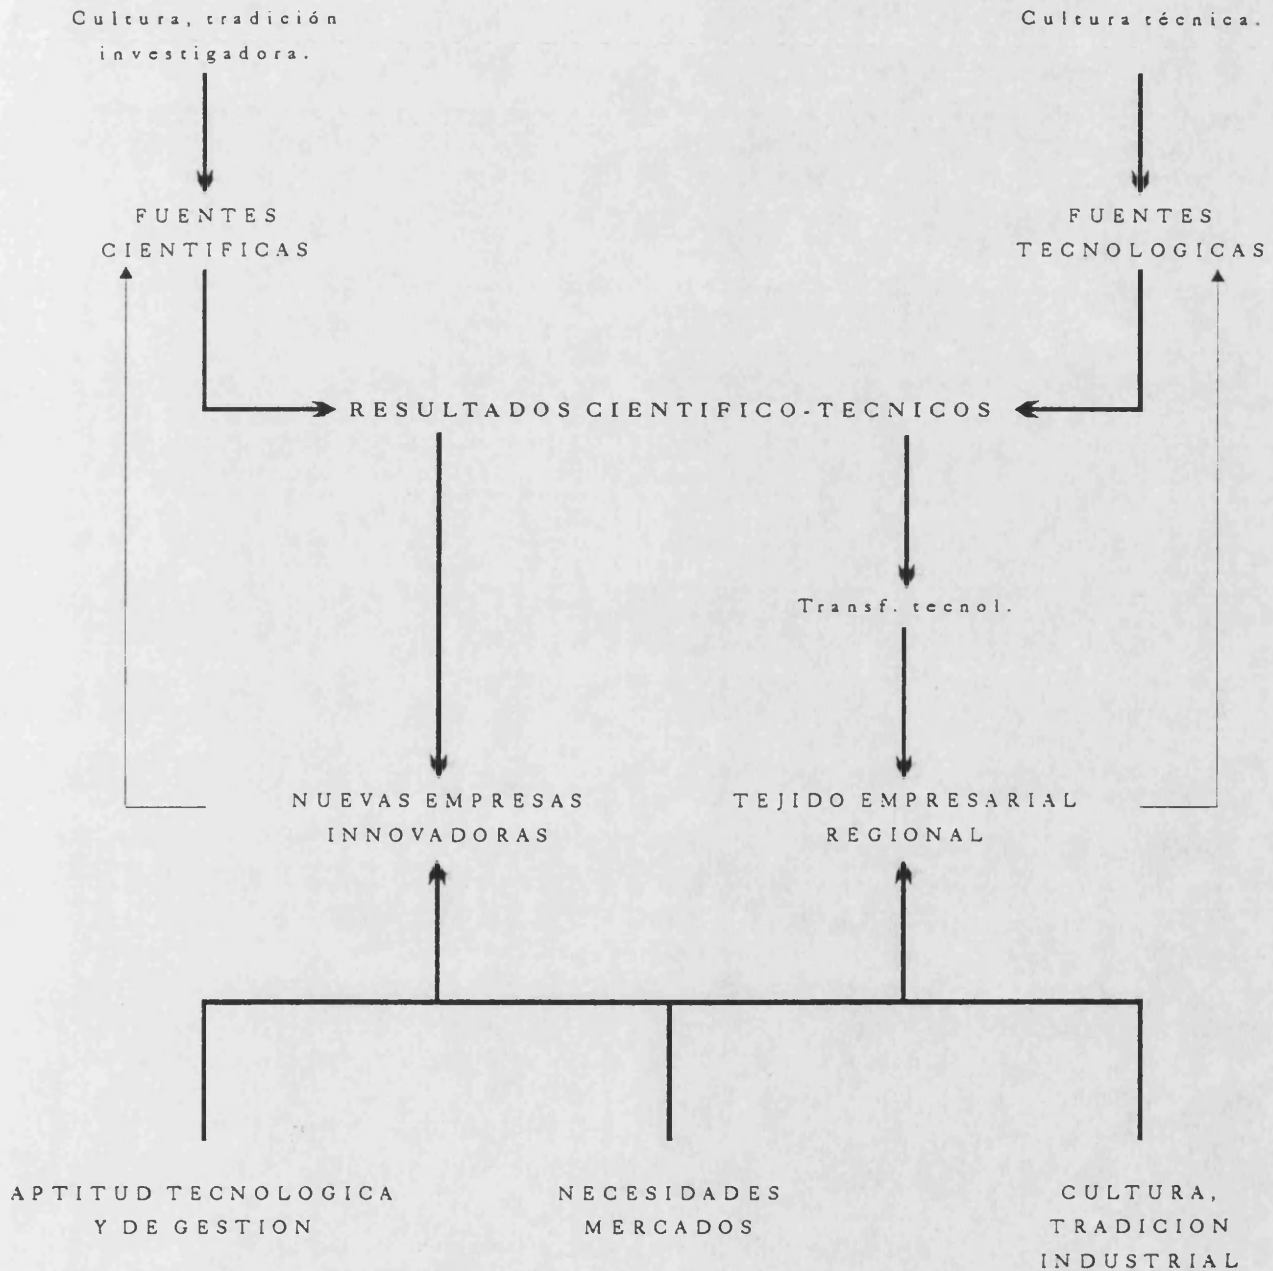 Cultura, tradición
investigadora.
Cultura técnica.
FUENTES
CIENTIFICAS
FUENTES
TECNOLOGICAS
RESULTADOS CIENTIFICO-TECNICOS
Transf. tecnol.
NUEVAS EMPRESAS
INNOVADORAS
TEJIDO EMPRESARIAL
REGIONAL
APTITUD TECNOLOGICA
Y DE GESTION
NECESIDADES
MERCADOS
CULTURA,
TRADICION
INDUSTRIAL